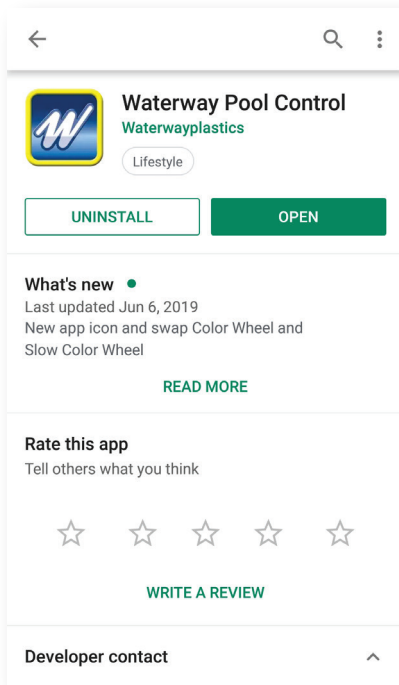 W
Waterway Pool Control
Waterwayplastics
Lifestyle
UNINSTALL
OPEN
What's new
Last updated Jun 6, 2019
New app icon and swap Color Wheel and
Slow Color Wheel
READ MORE
Rate this app
Tell others what you think
WRITE A REVIEW
Developer contact